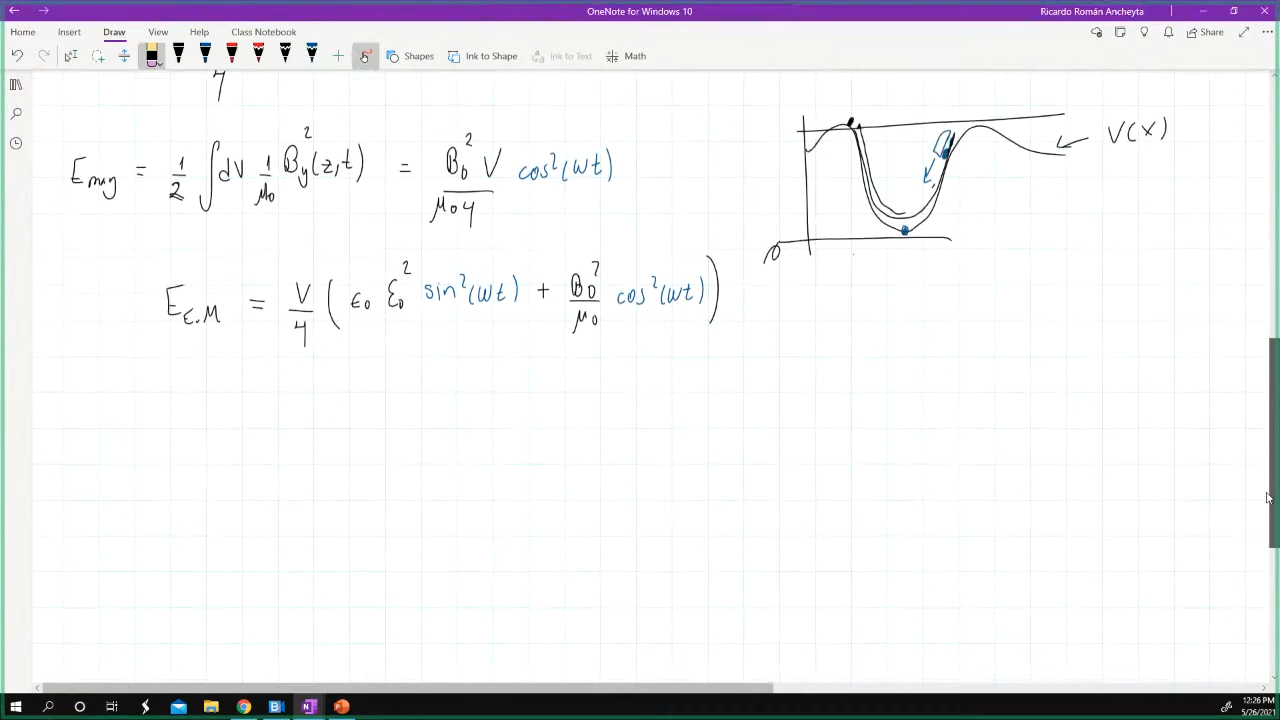 OneNote for Windows 10
Ricardo Román Ancheyta
Home Insert Draw View Help Class Notebook
Share
Shapes Ink to Shape Ink to Text Math
4
E_mag = 1/2 ∫dV 1/μ0 B_y^2(z,t) = B_0^2 V/μ0 4 cos^2(ωt)
V(x)
0
E_E.M = V/4 (ε0 ℰ_0^2 sin^2(ωt) + B_0^2/μ0 cos^2(ωt))
12:26 PM
5/26/2021